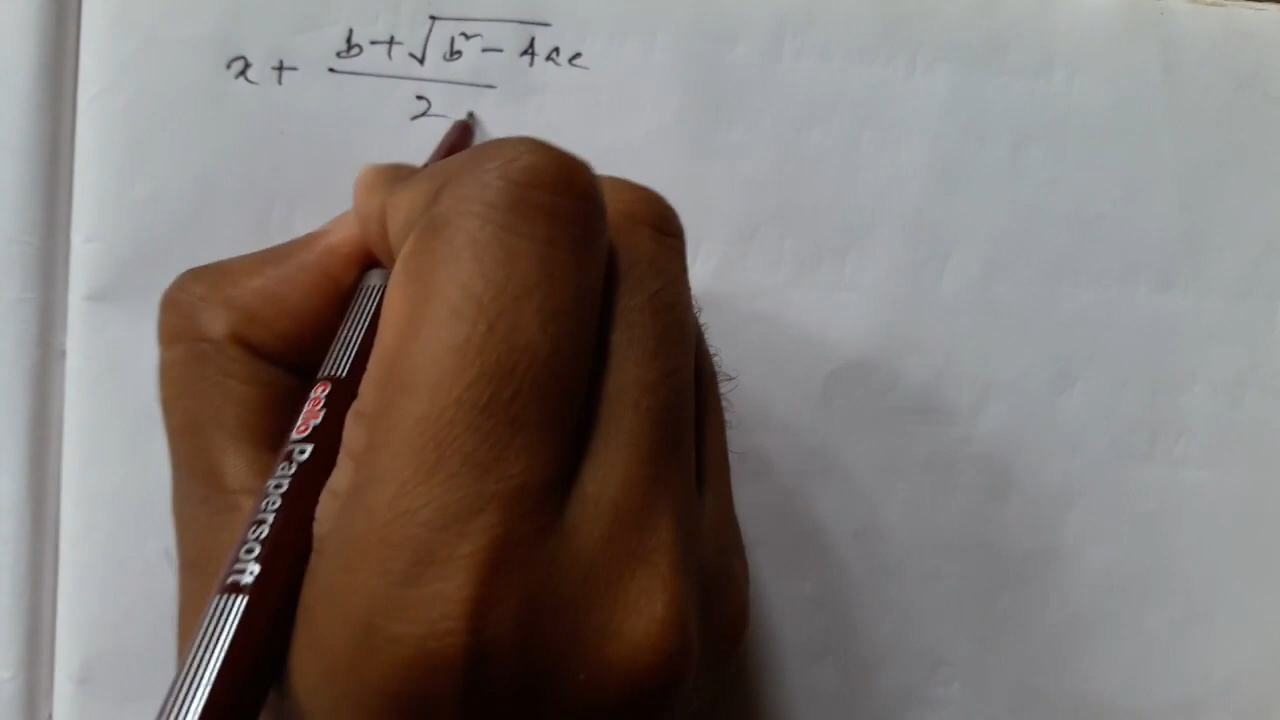 x + b+√b²-4ac
2
cello Papersoft